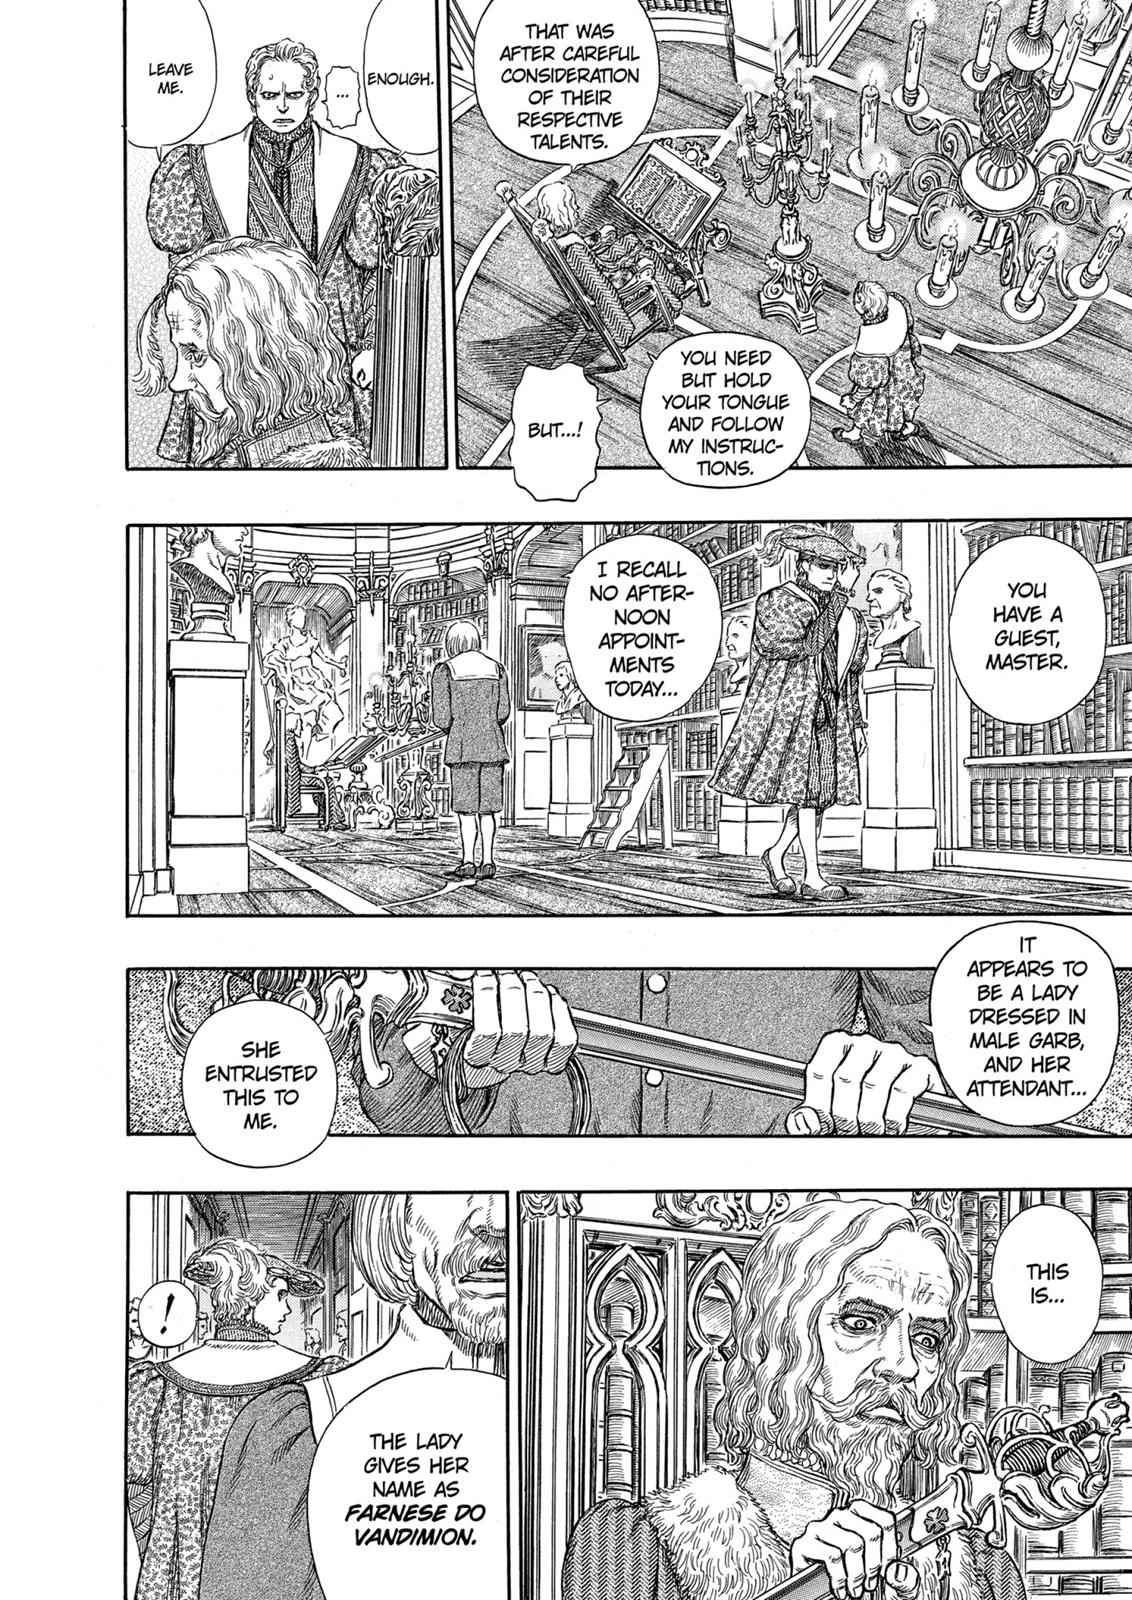 THAT WAS
AFTER CAREFUL
CONSIDERATION
OF THEIR
RESPECTIVE
TALENTS.
YOU NEED
BUT HOLD
YOUR TONGUE
AND FOLLOW
MY INSTRUC-
TIONS.
BUT...!
ENOUGH.
...
LEAVE
ME.
YOU
HAVE A
GUEST,
MASTER.
I RECALL
NO AFTER-
NOON
APPOINT-
MENTS
TODAY...
IT
APPEARS TO
BE A LADY
DRESSED IN
MALE GARB,
AND HER
ATTENDANT...
SHE
ENTRUSTED
THIS TO
ME.
THIS
IS...
THE LADY
GIVES HER
NAME AS
FARNESE DO
VANDIMION.
!